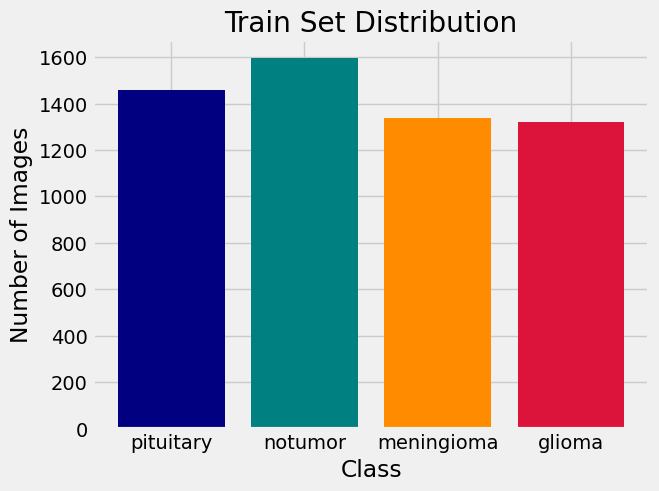 Train Set Distribution
Number of Images
1600
1400
1200
1000
800
600
400
200
0
pituitary notumor meningioma glioma
Class